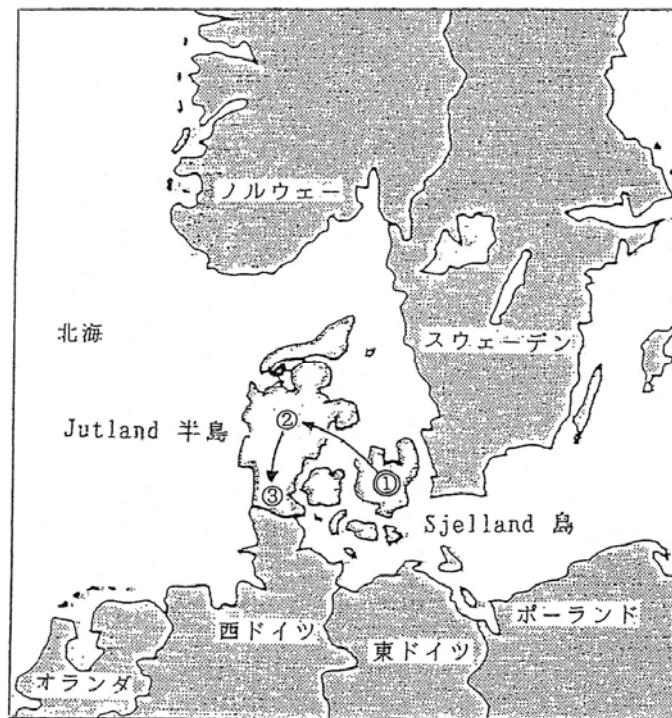 ノルウェー
スウェーデン
北海
Jutland 半島
②
①
③
Sjelland 島
西ドイツ
東ドイツ
ポーランド
オランダ